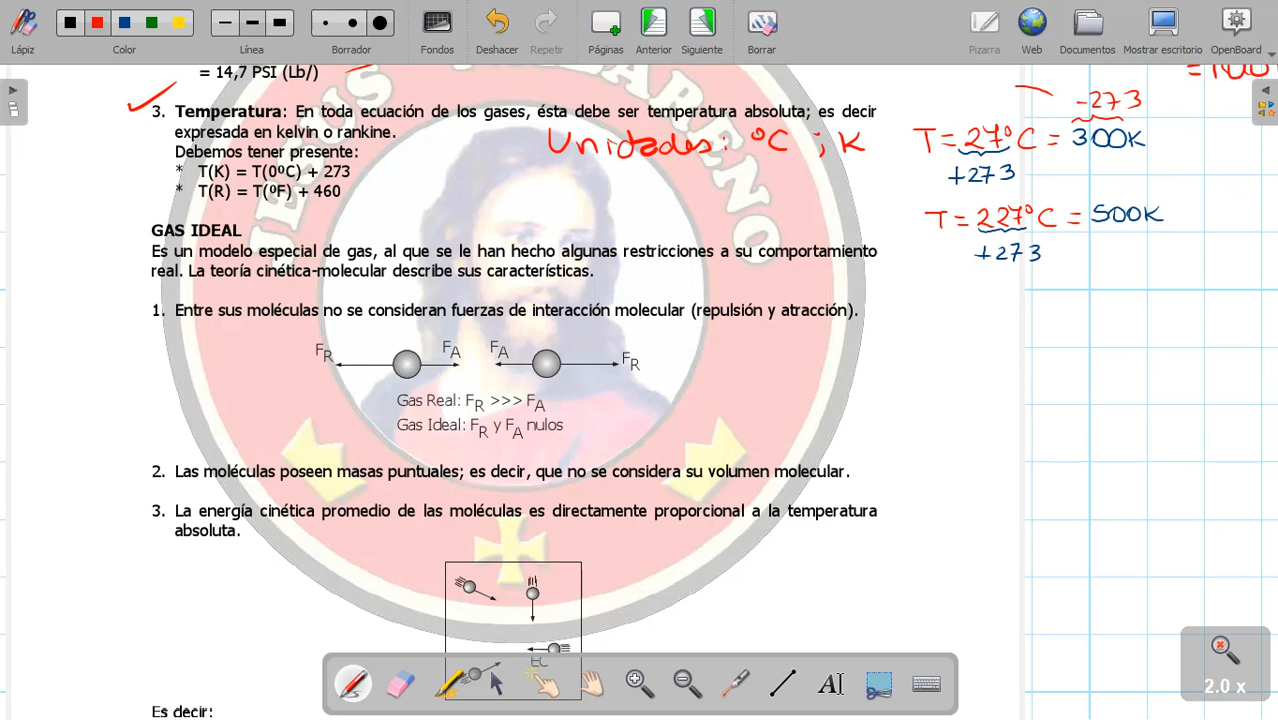 Lápiz
Color
Línea
Borrador
Fondos
Deshacer
Repetir
Páginas
Anterior
Siguiente
Borrar
Pizarra
Web
Documentos
Mostrar escritorio
OpenBoard
= 14,7 PSI (Lb/)
3. Temperatura: En toda ecuación de los gases, ésta debe ser temperatura absoluta; es decir
expresada en kelvin o rankine.
Unidades: ºC ; K
Debemos tener presente:
* T(K) = T(0ºC) + 273
* T(R) = T(ºF) + 460
-273
T = 27ºC = 300K
+273
T = 227ºC = 500K
+273
GAS IDEAL
Es un modelo especial de gas, al que se le han hecho algunas restricciones a su comportamiento
real. La teoría cinética-molecular describe sus características.
1. Entre sus moléculas no se consideran fuerzas de interacción molecular (repulsión y atracción).
FR FA FA FR
Gas Real: FR >>> FA
Gas Ideal: FR y FA nulos
2. Las moléculas poseen masas puntuales; es decir, que no se considera su volumen molecular.
3. La energía cinética promedio de las moléculas es directamente proporcional a la temperatura
absoluta.
EC
Es decir:
JESUS NAZARENO
2.0 x